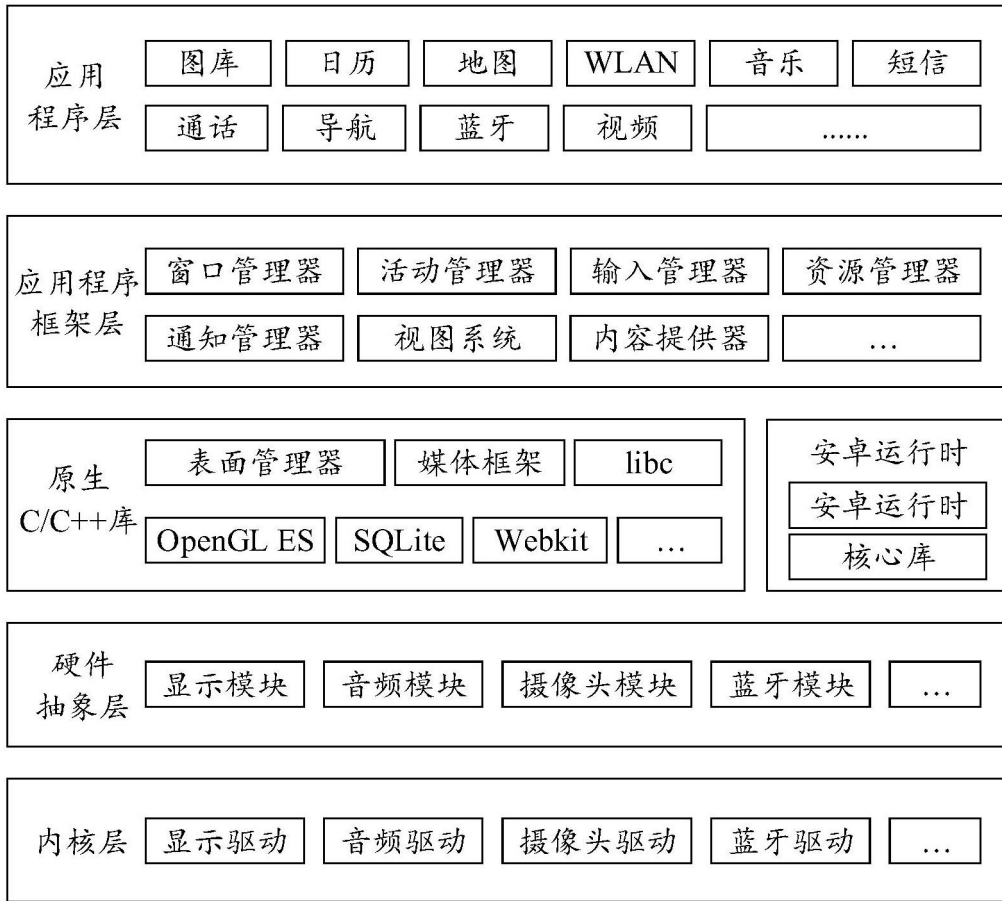 应用
程序层
图库 日历 地图 WLAN 音乐 短信
通话 导航 蓝牙 视频 ......
应用程序
框架层
窗口管理器 活动管理器 输入管理器 资源管理器
通知管理器 视图系统 内容提供器 …
原生
C/C++库
表面管理器 媒体框架 libc
OpenGL ES SQLite Webkit …
安卓运行时
安卓运行时
核心库
硬件
抽象层
显示模块 音频模块 摄像头模块 蓝牙模块 …
内核层 显示驱动 音频驱动 摄像头驱动 蓝牙驱动 …